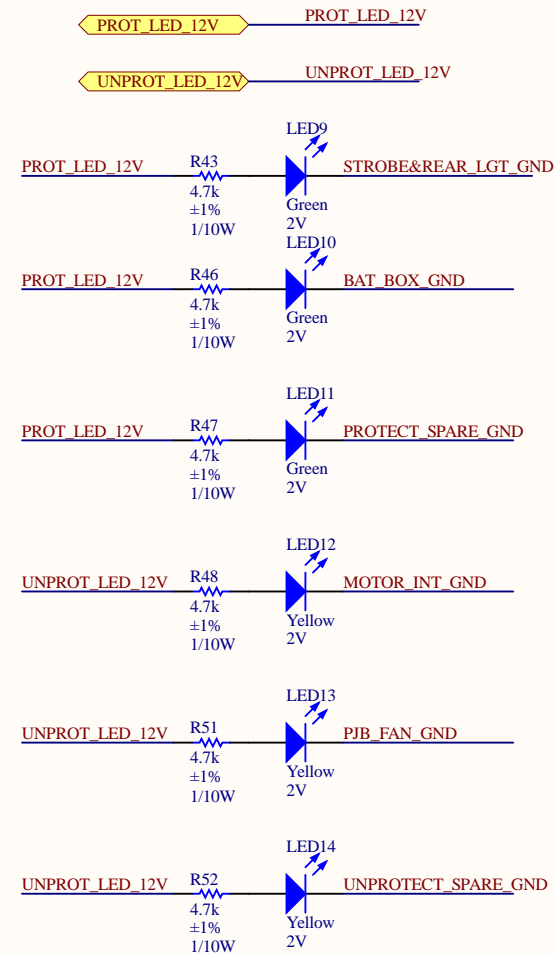 PROT_LED_12V PROT_LED_12V
UNPROT_LED_12V UNPROT_LED_12V
LED9
PROT_LED_12V R43 STROBE&REAR_LGT_GND
4.7k
±1% Green
1/10W 2V
LED10
PROT_LED_12V R46 BAT_BOX_GND
4.7k
±1% Green
1/10W 2V
LED11
PROT_LED_12V R47 PROTECT_SPARE_GND
4.7k
±1% Green
1/10W 2V
LED12
UNPROT_LED_12V R48 MOTOR_INT_GND
4.7k
±1% Yellow
1/10W 2V
LED13
UNPROT_LED_12V R51 PJB_FAN_GND
4.7k
±1% Yellow
1/10W 2V
LED14
UNPROT_LED_12V R52 UNPROTECT_SPARE_GND
4.7k
±1% Yellow
1/10W 2V